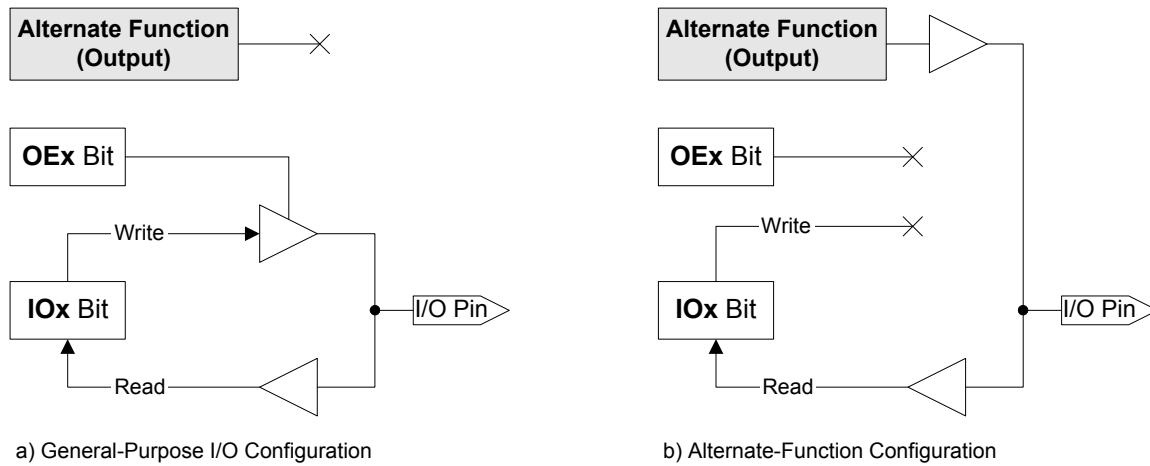 Alternate Function
(Output)
OEx Bit
Write
IOx Bit
I/O Pin
Read
a) General-Purpose I/O Configuration
Alternate Function
(Output)
OEx Bit
Write
IOx Bit
I/O Pin
Read
b) Alternate-Function Configuration